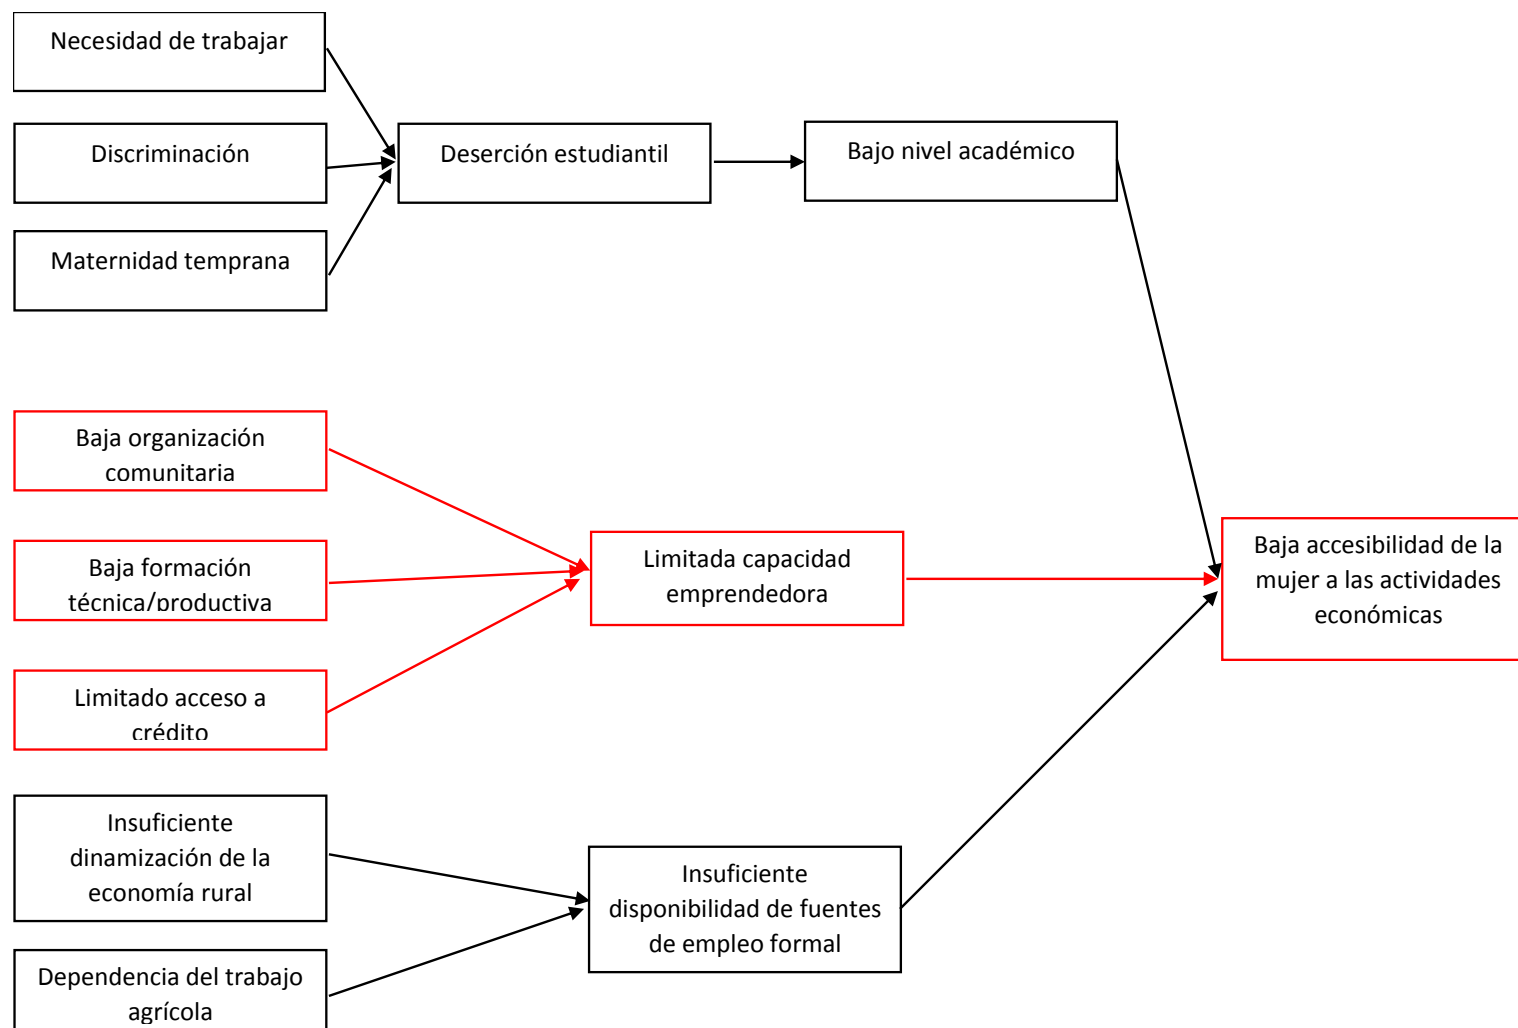 Necesidad de trabajar
Discriminación
Deserción estudiantil
Bajo nivel académico
Maternidad temprana
Baja organización
comunitaria
Baja formación
técnica/productiva
Limitado acceso a
crédito
Limitada capacidad
emprendedora
Baja accesibilidad de la
mujer a las actividades
económicas
Insuficiente
dinamización de la
economía rural
Dependencia del trabajo
agrícola
Insuficiente
disponibilidad de fuentes
de empleo formal